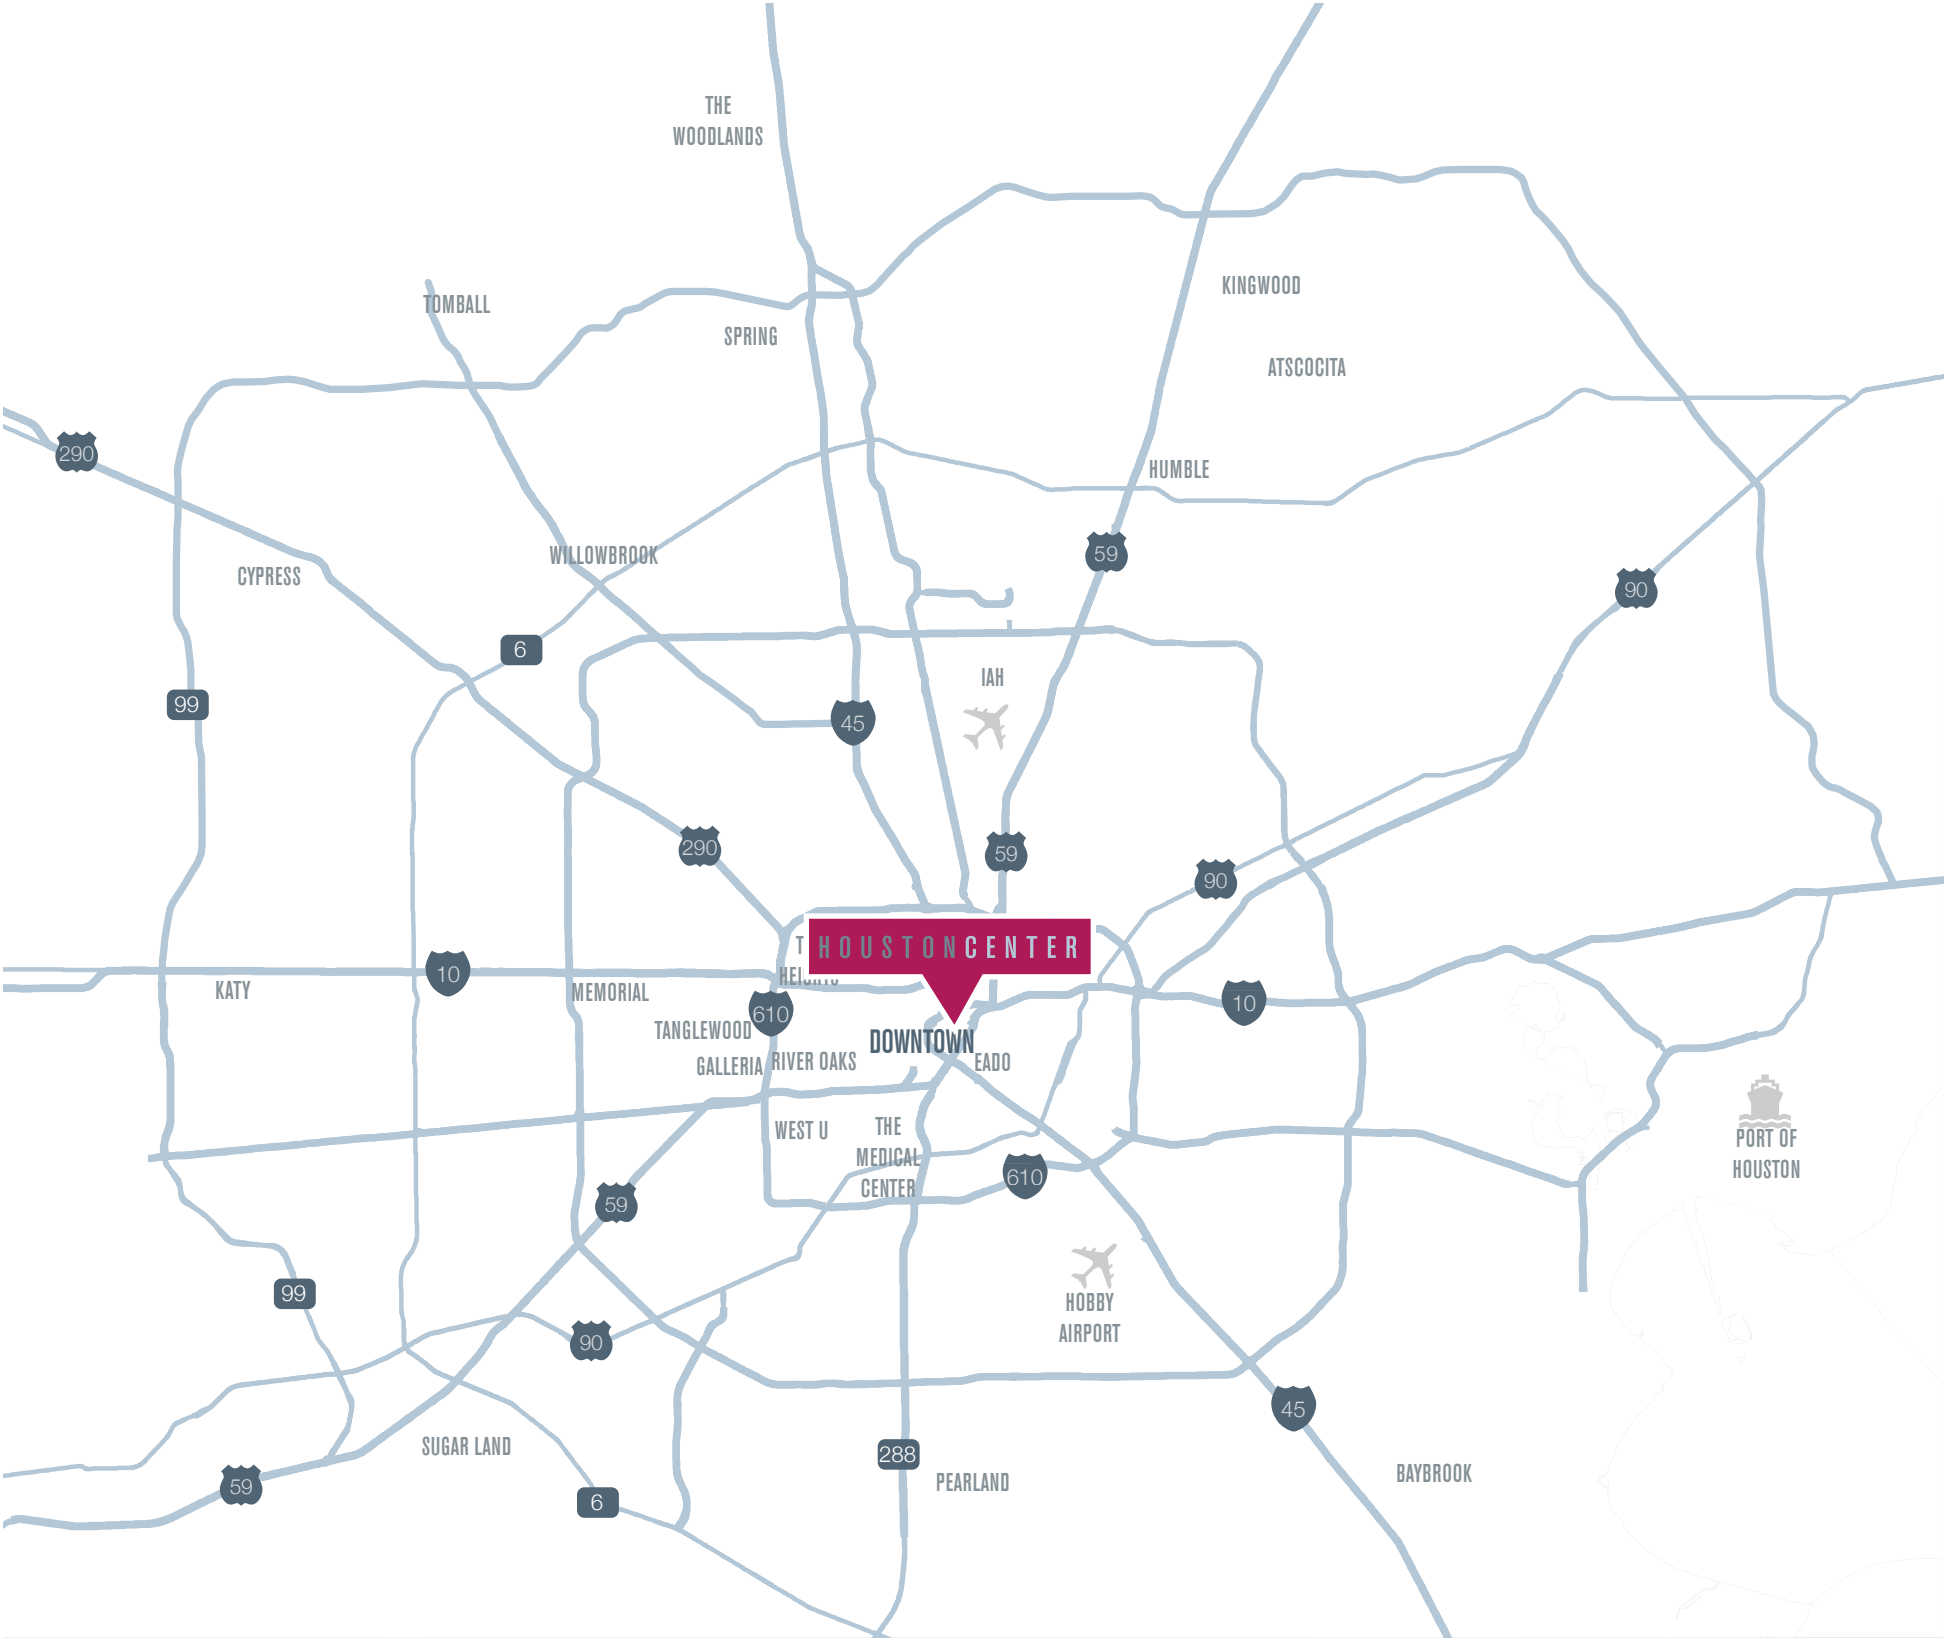 THE
WOODLANDS
KINGWOOD
TOMBALL
SPRING
ATSCOCITA
290
HUMBLE
59
WILLOWBROOK
CYPRESS
90
6
IAH
99
45
290
59
90
HOUSTONCENTER
T
HEIGHTS
10
KATY
MEMORIAL
10
610
TANGLEWOOD
DOWNTOWN
GALLERIA
RIVER OAKS
EADO
WEST U
THE
MEDICAL
CENTER
PORT OF
HOUSTON
610
59
99
HOBBY
AIRPORT
90
45
SUGAR LAND
288
PEARLAND
BAYBROOK
59
6